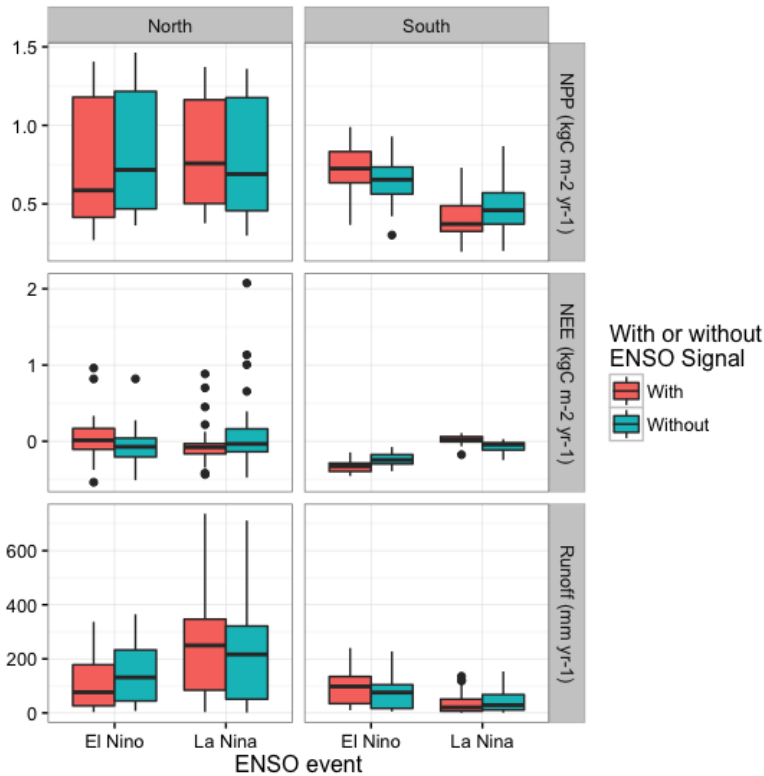 North
South
1.5
1.0
0.5
NPP (kgC m-2 yr-1)
2
1
0
NEE (kgC m-2 yr-1)
600
400
200
0
Runoff (mm yr-1)
El Nino
La Nina
El Nino
La Nina
ENSO event
With or without
ENSO Signal
With
Without